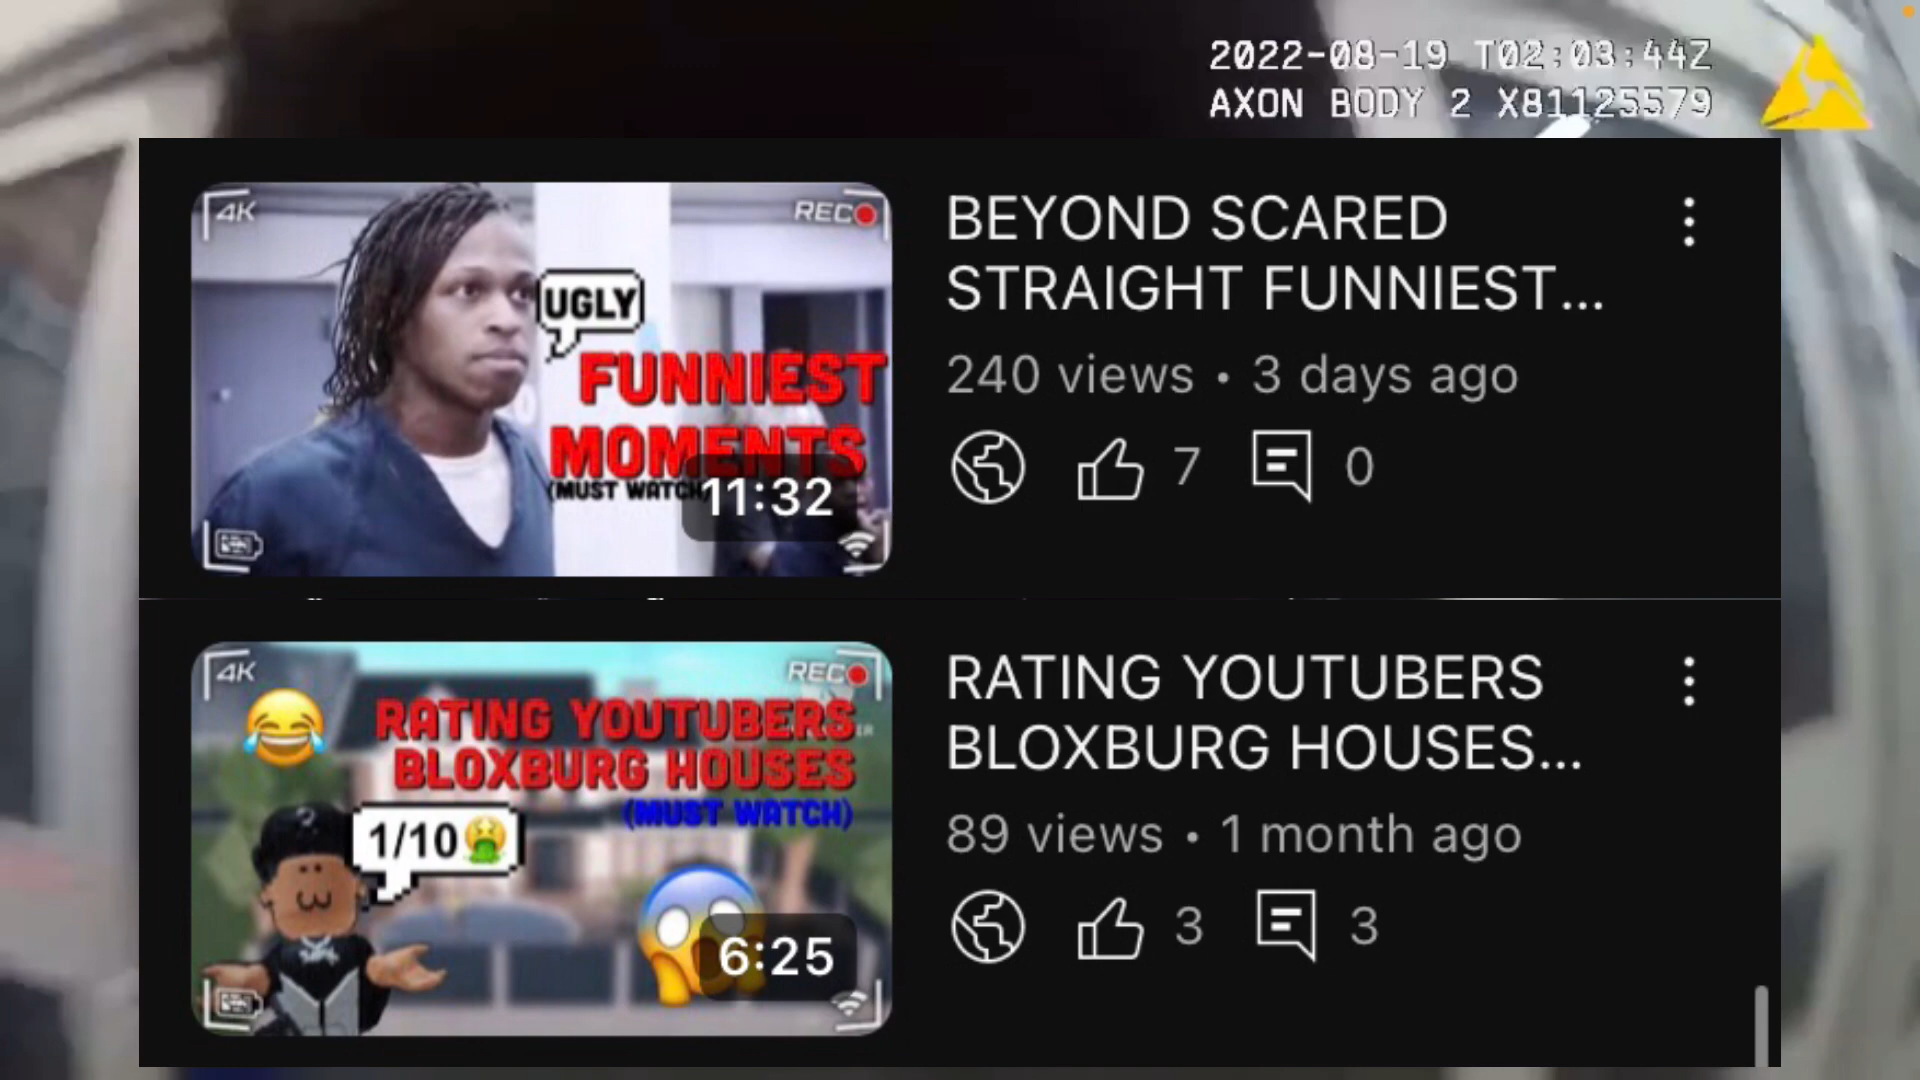 2022-08-19 T02:03:44Z
AXON BODY 2 X81125579
4K
REC
UGLY
FUNNIEST
MOMENTS
(MUST WATCH)
11:32
BEYOND SCARED
STRAIGHT FUNNIEST...
240 views • 3 days ago
7
0
4K
REC
RATING YOUTUBERS
BLOXBURG HOUSES
(MUST WATCH)
1/10
6:25
RATING YOUTUBERS
BLOXBURG HOUSES...
89 views • 1 month ago
3
3